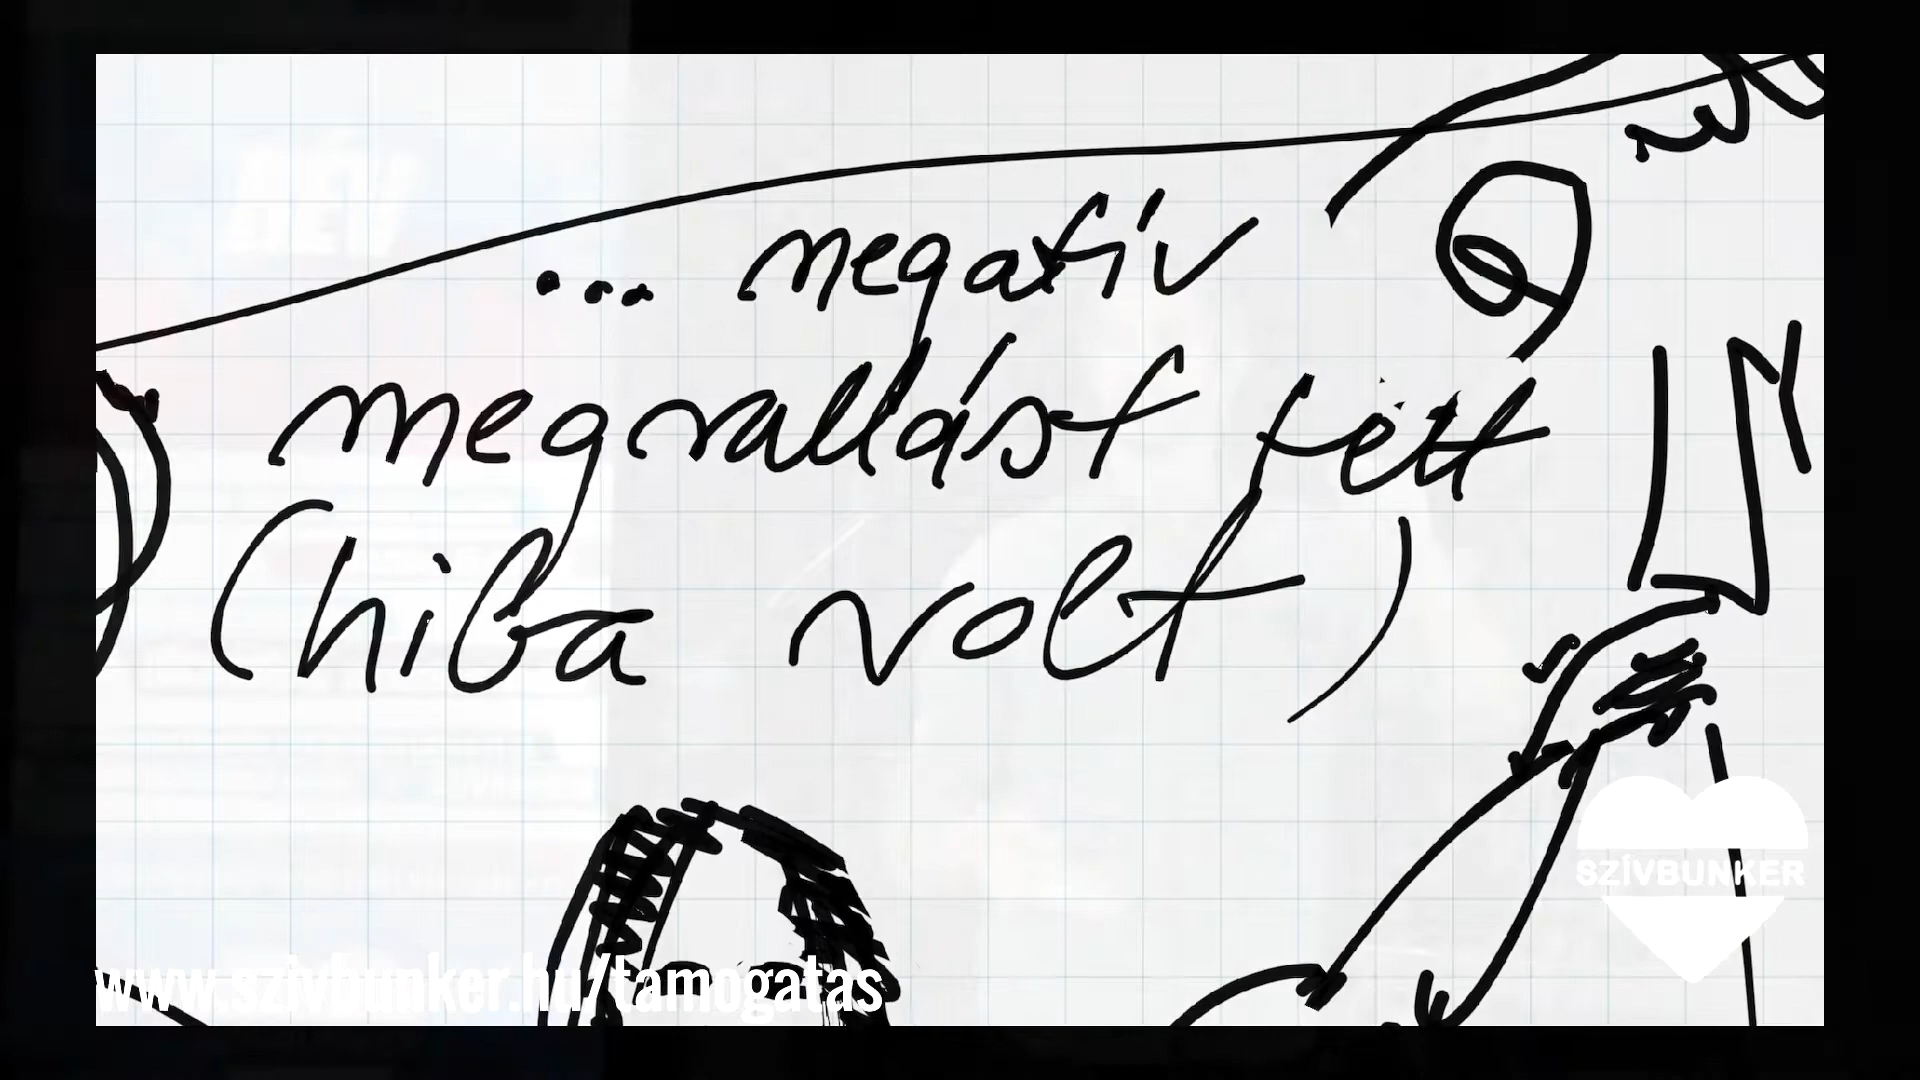 ... negatív
megvallást tett
(hiba volt)
SZÍVBUNKER
www.szivbunker.hu/tamogatas